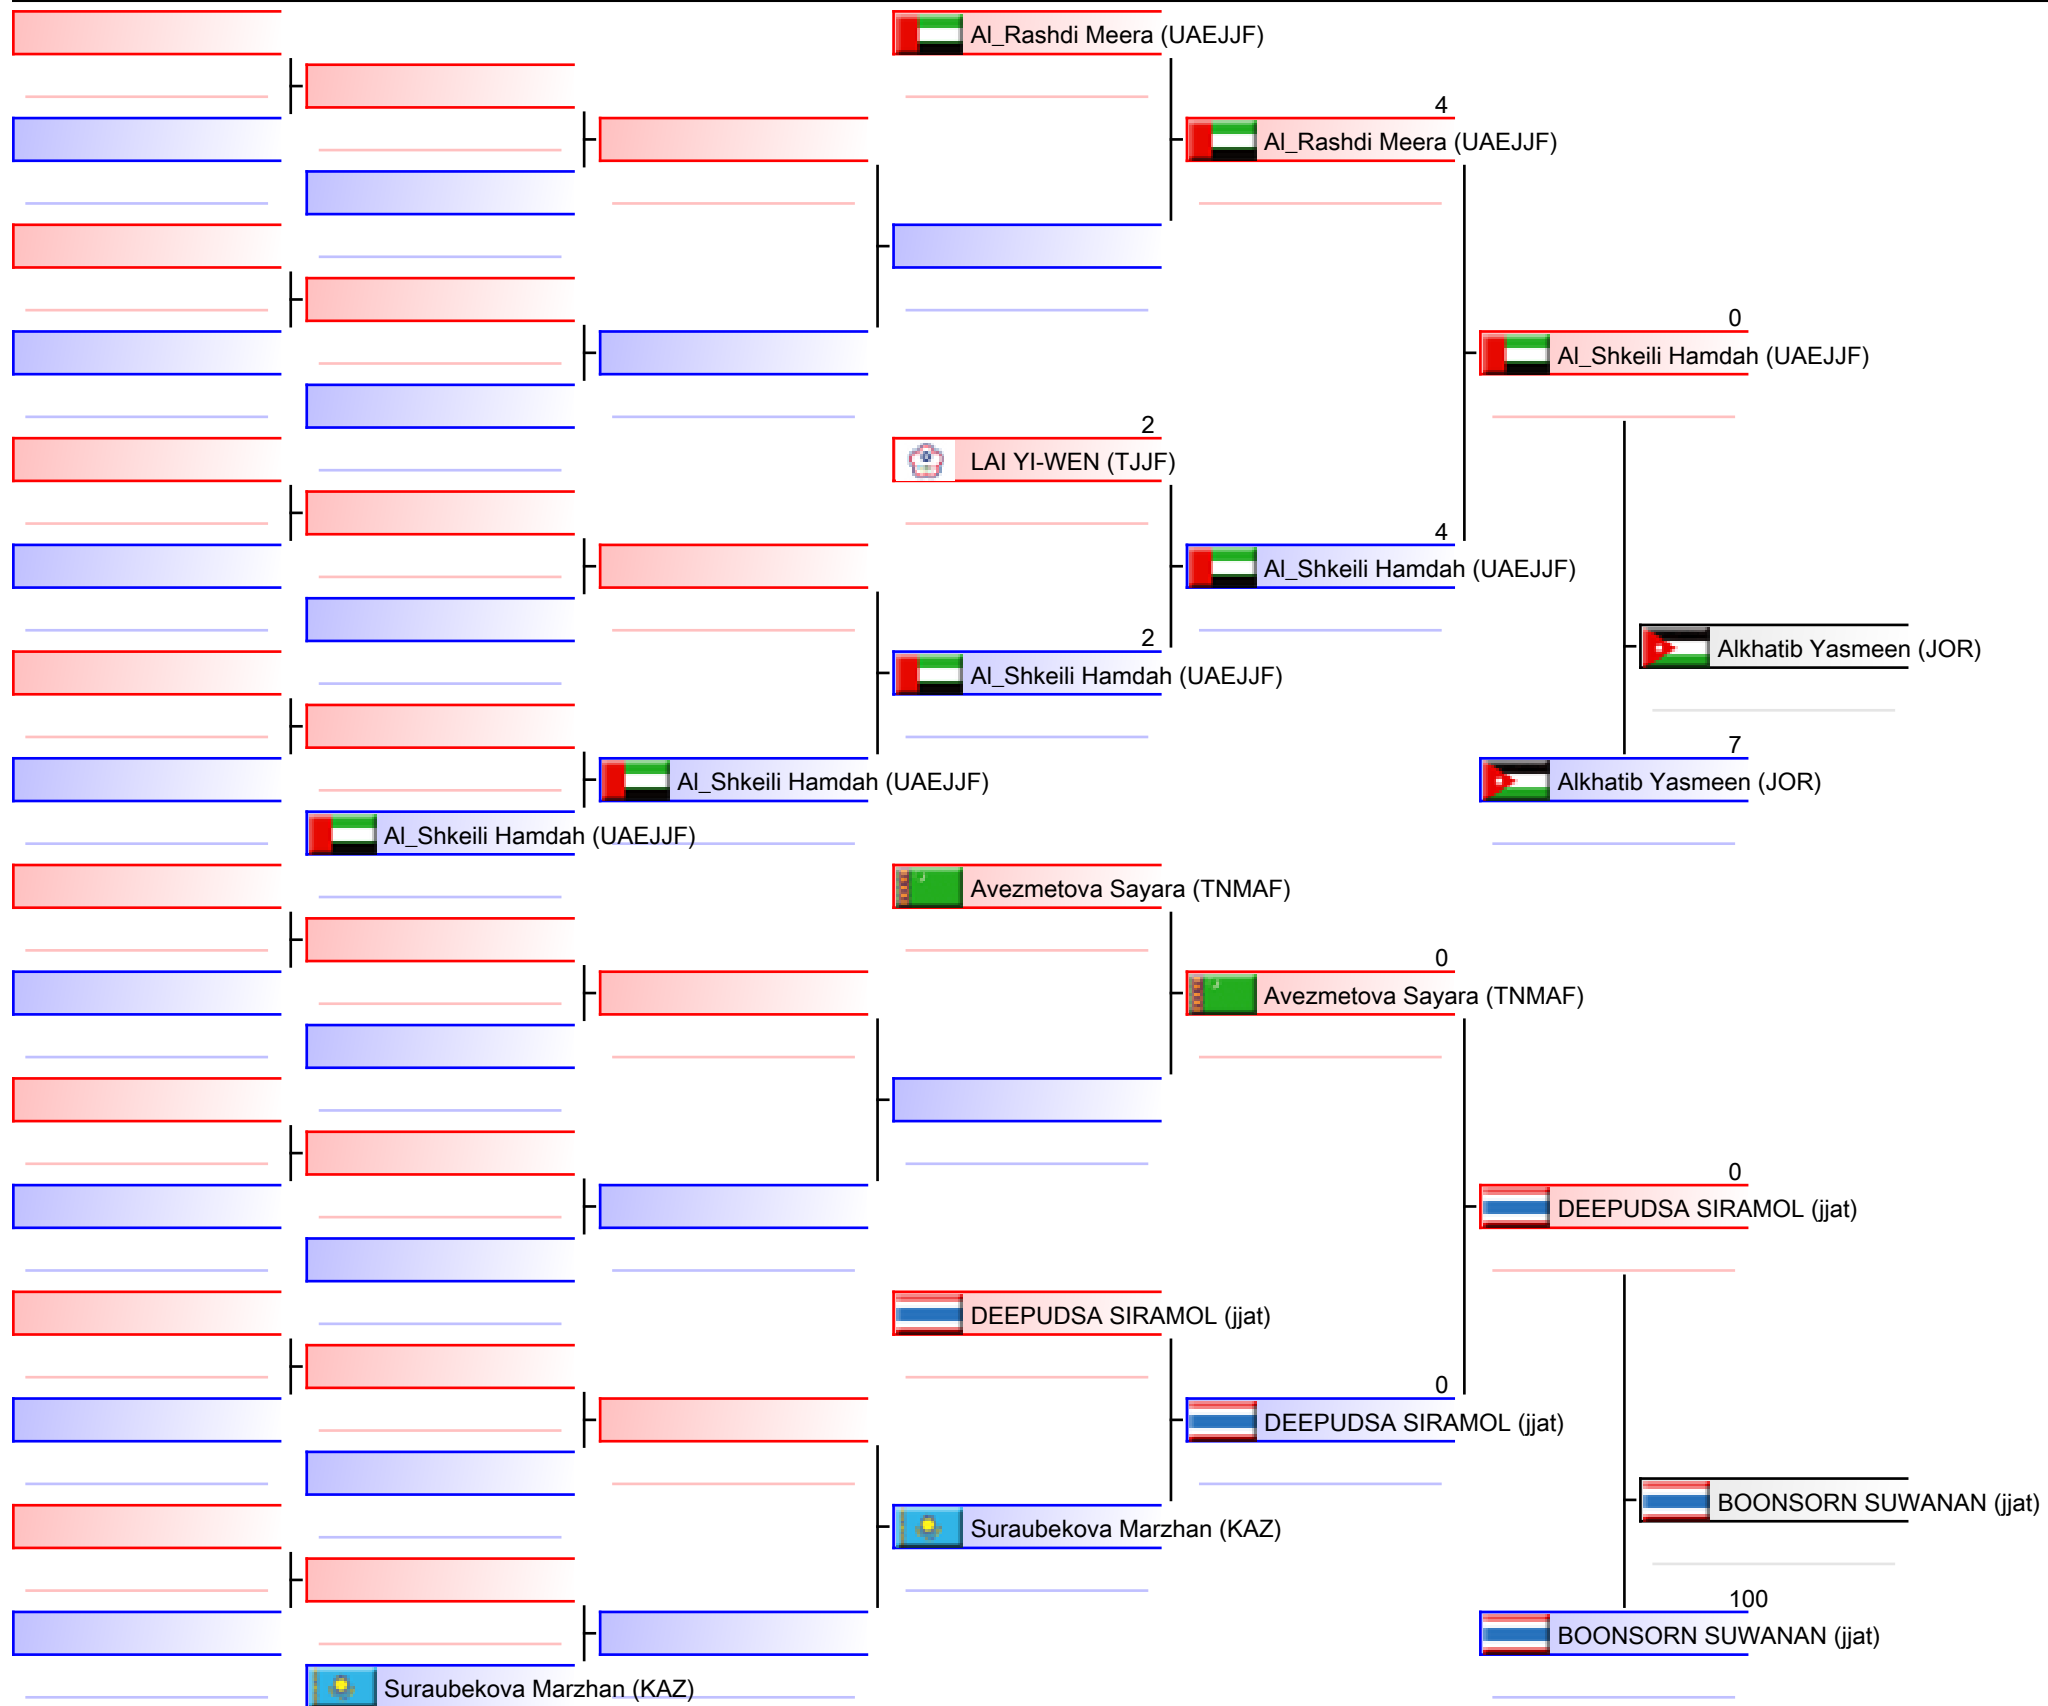 Al_Rashdi Meera (UAEJJF)
4
Al_Rashdi Meera (UAEJJF)
0
Al_Shkeili Hamdah (UAEJJF)
2
LAI YI-WEN (TJJF)
4
Al_Shkeili Hamdah (UAEJJF)
2
Al_Shkeili Hamdah (UAEJJF)
Alkhatib Yasmeen (JOR)
7
Alkhatib Yasmeen (JOR)
Al_Shkeili Hamdah (UAEJJF)
Al_Shkeili Hamdah (UAEJJF)
Avezmetova Sayara (TNMAF)
0
Avezmetova Sayara (TNMAF)
0
DEEPUDSA SIRAMOL (jjat)
DEEPUDSA SIRAMOL (jjat)
0
DEEPUDSA SIRAMOL (jjat)
BOONSORN SUWANAN (jjat)
Suraubekova Marzhan (KAZ)
100
BOONSORN SUWANAN (jjat)
Suraubekova Marzhan (KAZ)